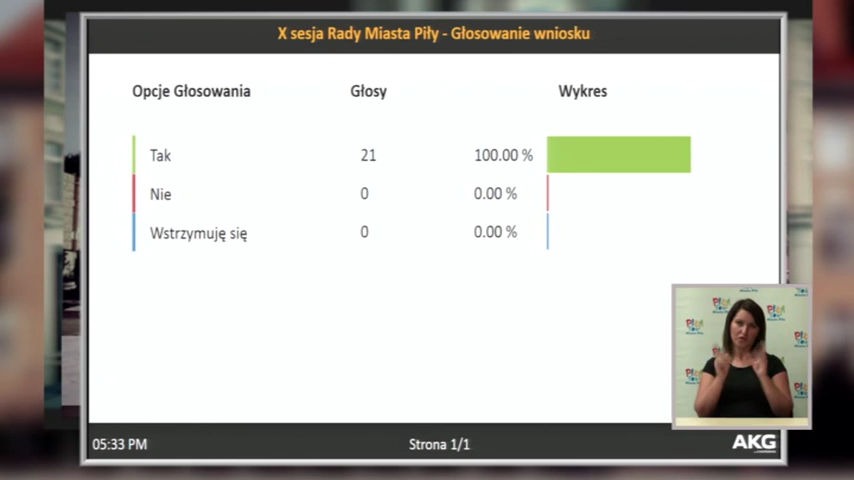 X sesja Rady Miasta Piły - Głosowanie wniosku
Opcje Głosowania Głosy Wykres
Tak 21 100.00 %
Nie 0 0.00 %
Wstrzymuję się 0 0.00 %
05:33 PM Strona 1/1 AKG